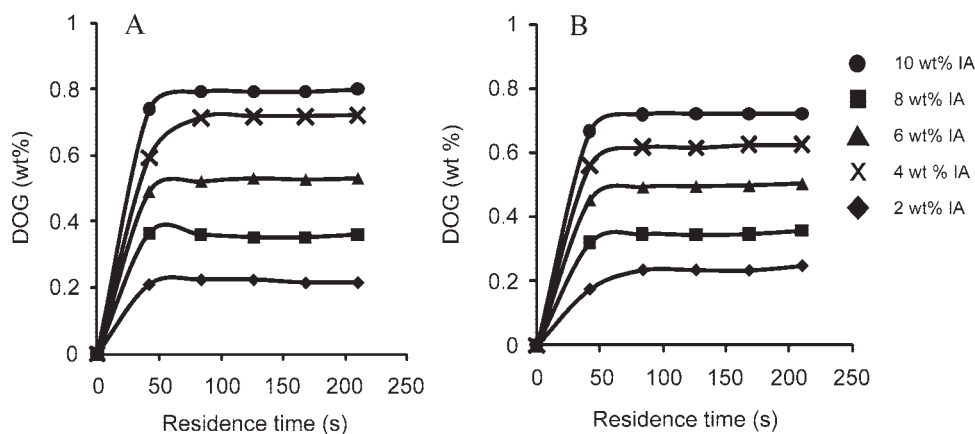 A
DOG (wt%)
1
0.8
0.6
0.4
0.2
0
0 50 100 150 200 250
Residence time (s)
B
DOG (wt %)
1
0.8
0.6
0.4
0.2
0
0 50 100 150 200 250
Residence time (s)
10 wt% IA
8 wt% IA
6 wt% IA
4 wt % IA
2 wt% IA